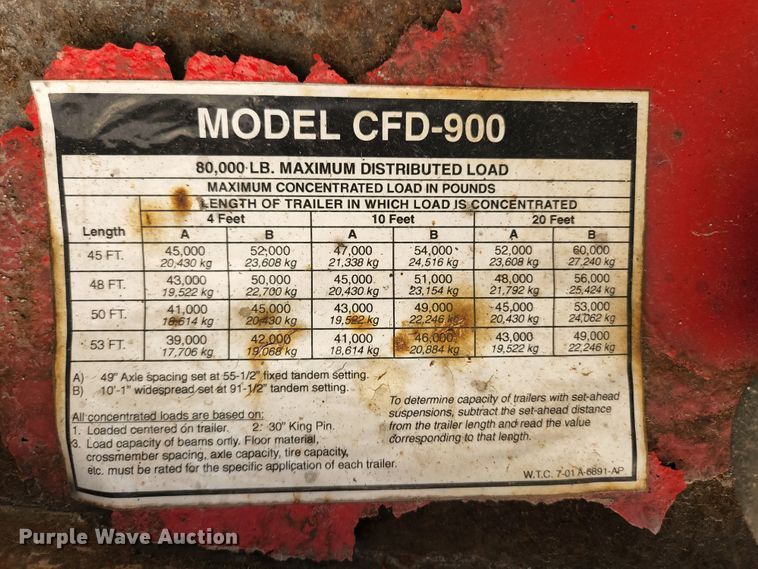 MODEL CFD-900
80,000 LB. MAXIMUM DISTRIBUTED LOAD
MAXIMUM CONCENTRATED LOAD IN POUNDS
LENGTH OF TRAILER IN WHICH LOAD IS CONCENTRATED
4 Feet 10 Feet 20 Feet
Length A B A B A B
45 FT. 45,000 52,000 47,000 54,000 52,000 60,000
20,430 kg 23,608 kg 21,338 kg 24,516 kg 23,608 kg 27,240 kg
48 FT. 43,000 50,000 45,000 51,000 48,000 56,000
19,522 kg 22,700 kg 20,430 kg 23,154 kg 21,792 kg 25,424 kg
50 FT. 41,000 45,000 43,000 49,000 45,000 53,000
18,614 kg 20,430 kg 19,522 kg 22,246 kg 20,430 kg 24,062 kg
53 FT. 39,000 42,000 41,000 46,000 43,000 49,000
17,706 kg 19,068 kg 18,614 kg 20,884 kg 19,522 kg 22,246 kg
A) 49" Axle spacing set at 55-1/2" fixed tandem setting.
B) 10'-1" widespread set at 91-1/2" tandem setting.
All concentrated loads are based on:
1. Loaded centered on trailer. 2. 30" King Pin.
3. Load capacity of beams only. Floor material,
crossmember spacing, axle capacity, tire capacity,
etc. must be rated for the specific application of each trailer.
To determine capacity of trailers with set-ahead
suspensions, subtract the set-ahead distance
from the trailer length and read the value
corresponding to that length.
W.T.C. 7-01 A-6891-AP
Purple Wave Auction